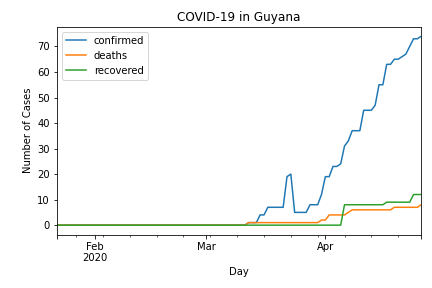 COVID-19 in Guyana
confirmed
deaths
recovered
Number of Cases
70
60
50
40
30
20
10
0
Feb
2020
Mar
Apr
Day